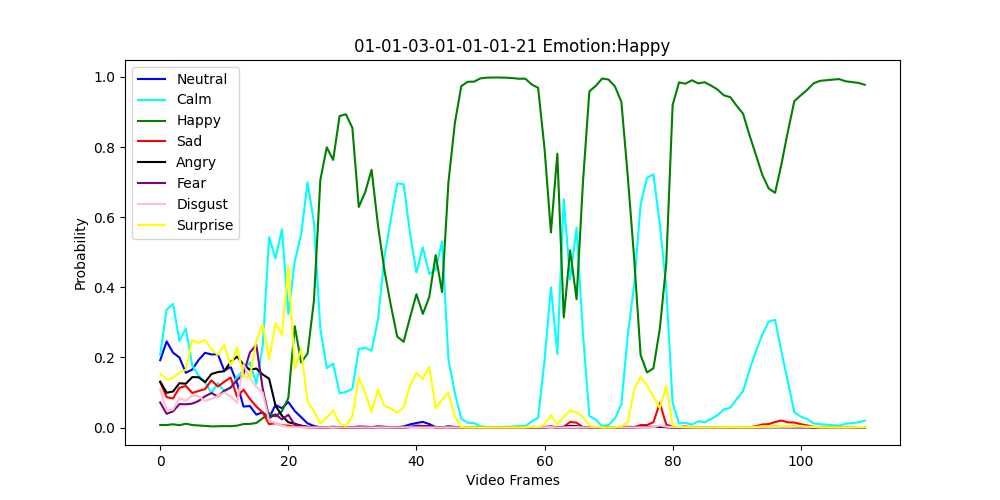 01-01-03-01-01-01-21 Emotion:Happy
1.0
0.8
0.6
0.4
0.2
0.0
Probability
Neutral
Calm
Happy
Sad
Angry
Fear
Disgust
Surprise
0 20 40 60 80 100
Video Frames